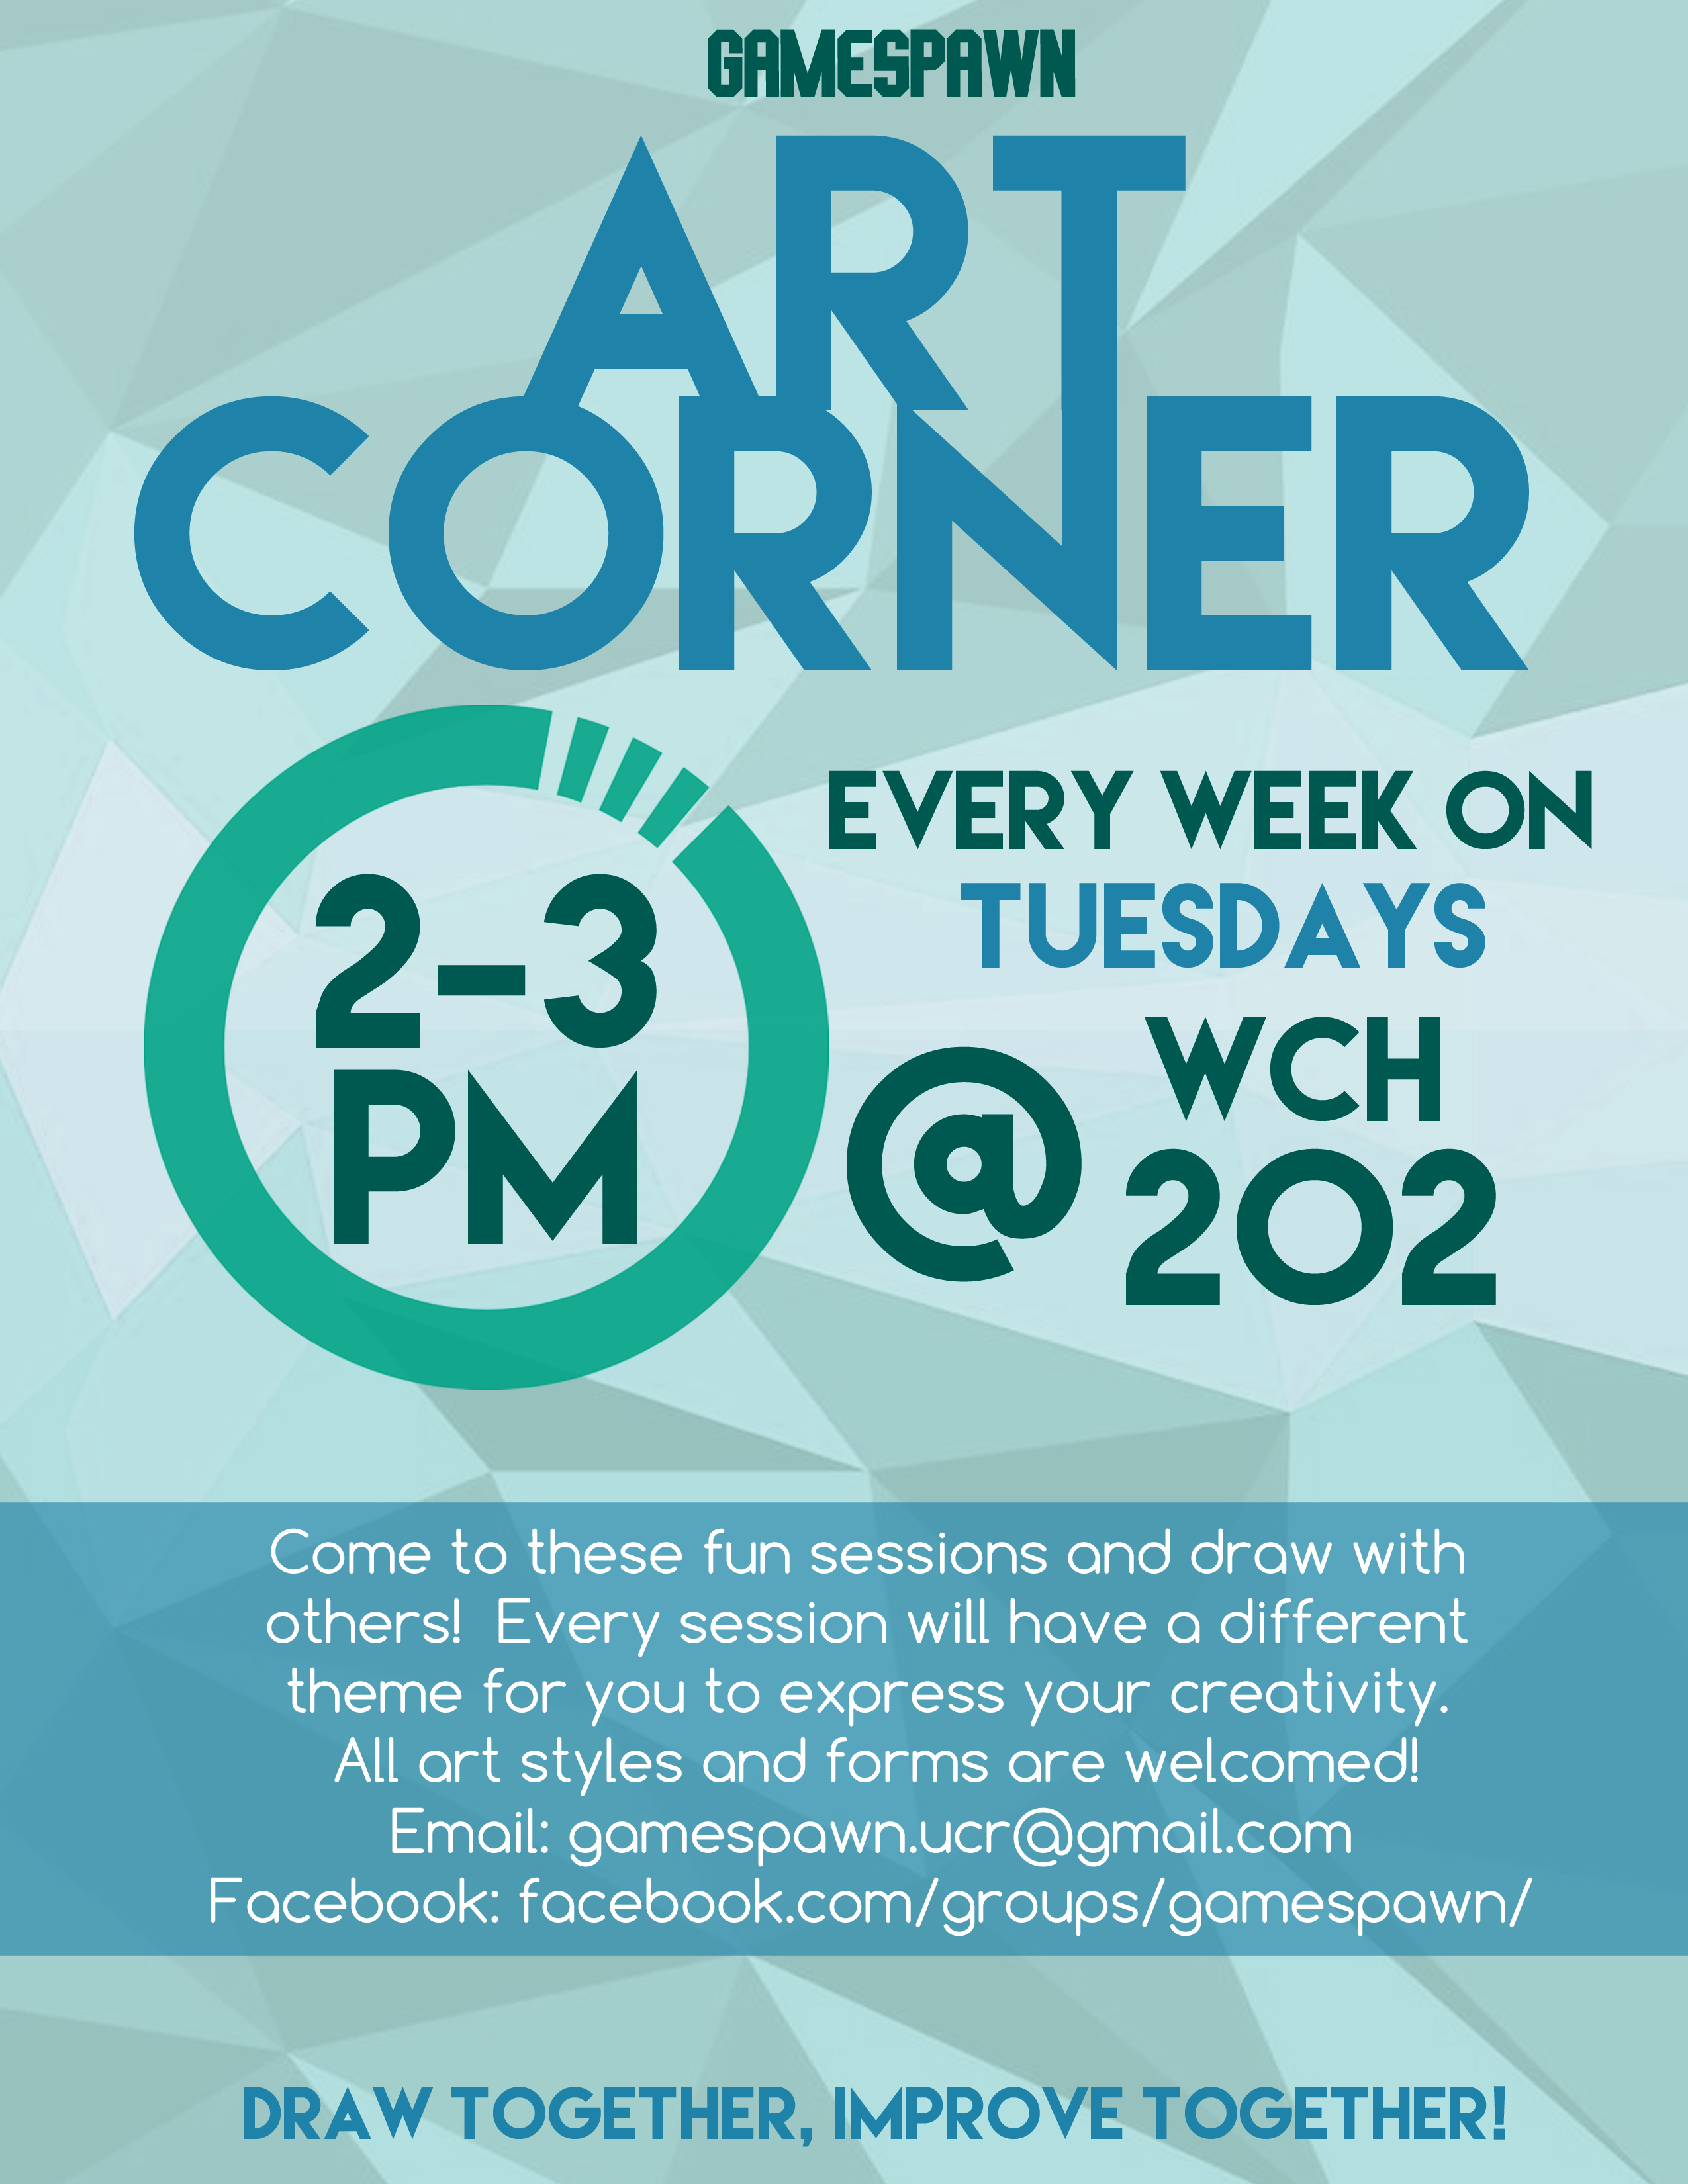 GAMESPAWN
ART
CORNER
2-3
PM
EVERY WEEK ON
TUESDAYS
@ WCH
202
Come to these fun sessions and draw with
others!  Every session will have a different
theme for you to express your creativity.
All art styles and forms are welcomed!
Email: gamespawn.ucr@gmail.com
Facebook: facebook.com/groups/gamespawn/
DRAW TOGETHER, IMPROVE TOGETHER!